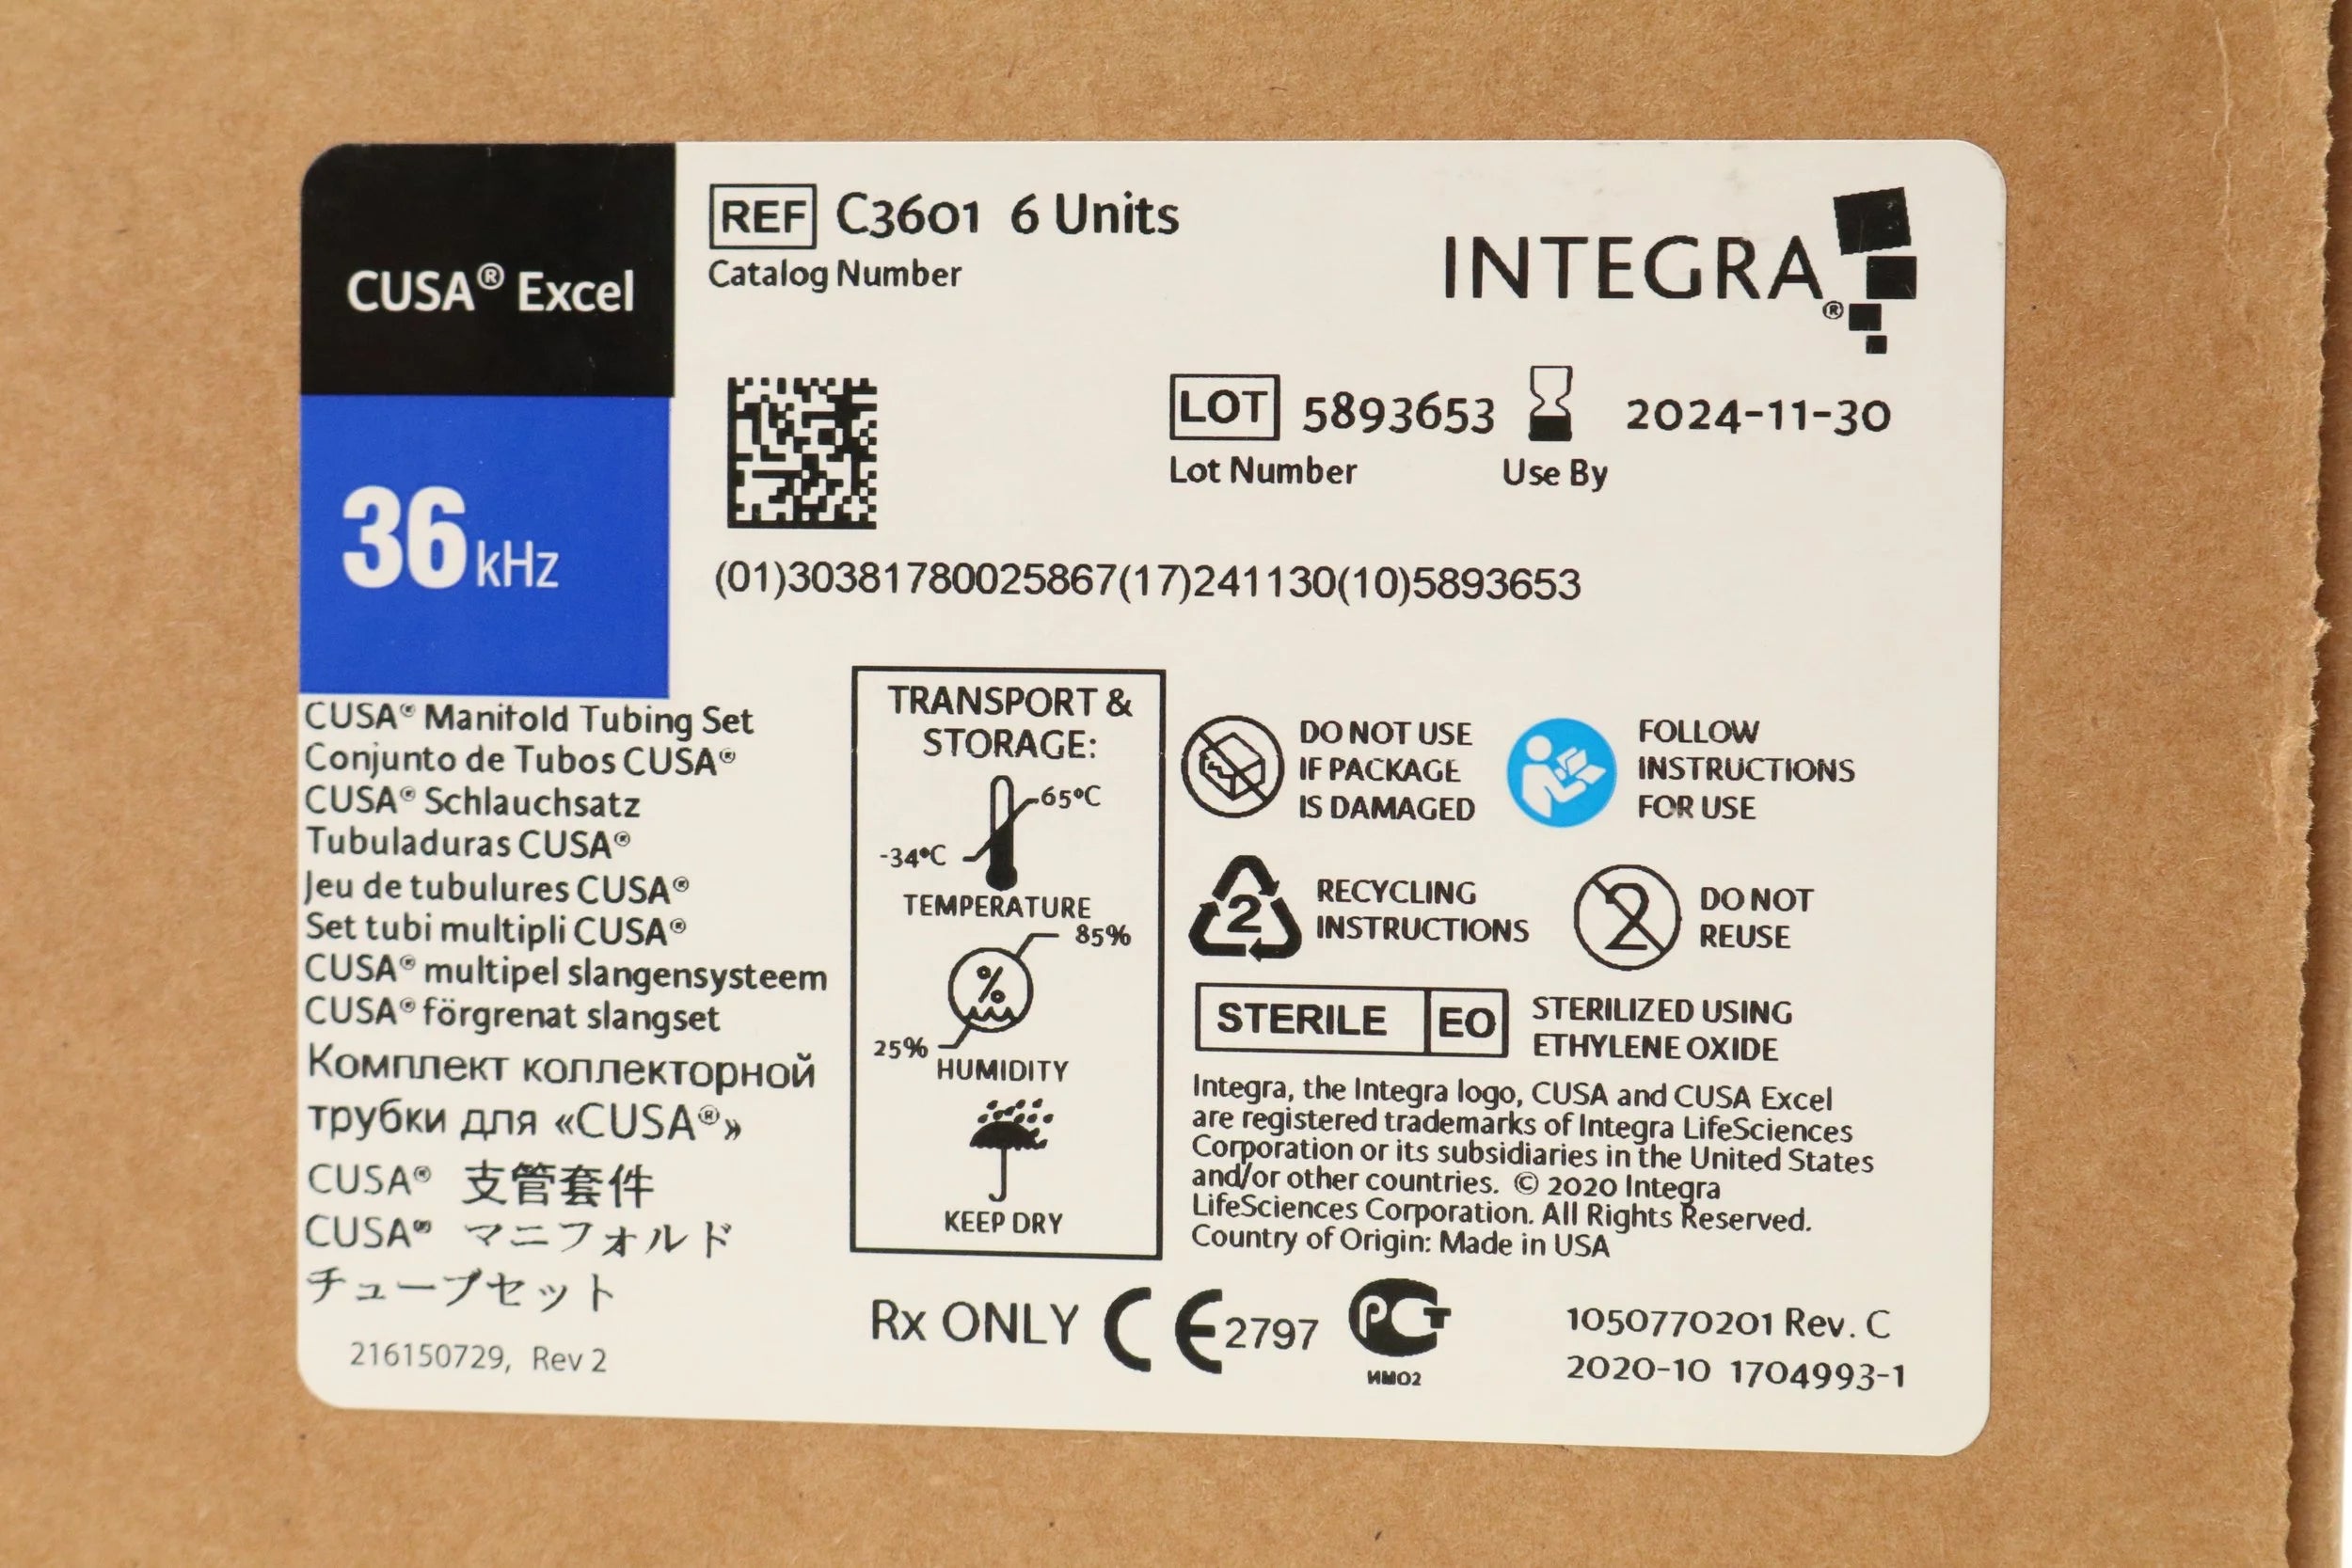 CUSA® Excel
36 kHz
REF C3601 6 Units
Catalog Number
INTEGRA®
LOT 5893653 2024-11-30
Lot Number Use By
(01)30381780025867(17)241130(10)5893653
CUSA® Manifold Tubing Set
Conjunto de Tubos CUSA®
CUSA® Schlauchsatz
Tubuladuras CUSA®
Jeu de tubulures CUSA®
Set tubi multipli CUSA®
CUSA® multipel slangensysteem
CUSA® förgrenat slangset
Комплект коллекторной
трубки для «CUSA®»
CUSA® 支管套件
CUSA® マニフォルド
チューブセット
216150729, Rev 2
TRANSPORT &
STORAGE:
65°C
-34°C
TEMPERATURE
85%
%
25%
HUMIDITY
KEEP DRY
DO NOT USE
IF PACKAGE
IS DAMAGED
FOLLOW
INSTRUCTIONS
FOR USE
2
RECYCLING
INSTRUCTIONS
2
DO NOT
REUSE
STERILE EO
STERILIZED USING
ETHYLENE OXIDE
Integra, the Integra logo, CUSA and CUSA Excel
are registered trademarks of Integra LifeSciences
Corporation or its subsidiaries in the United States
and/or other countries. © 2020 Integra
LifeSciences Corporation. All Rights Reserved.
Country of Origin: Made in USA
Rx ONLY CE 2797 РСТ
ИМ02
1050770201 Rev. C
2020-10 1704993-1